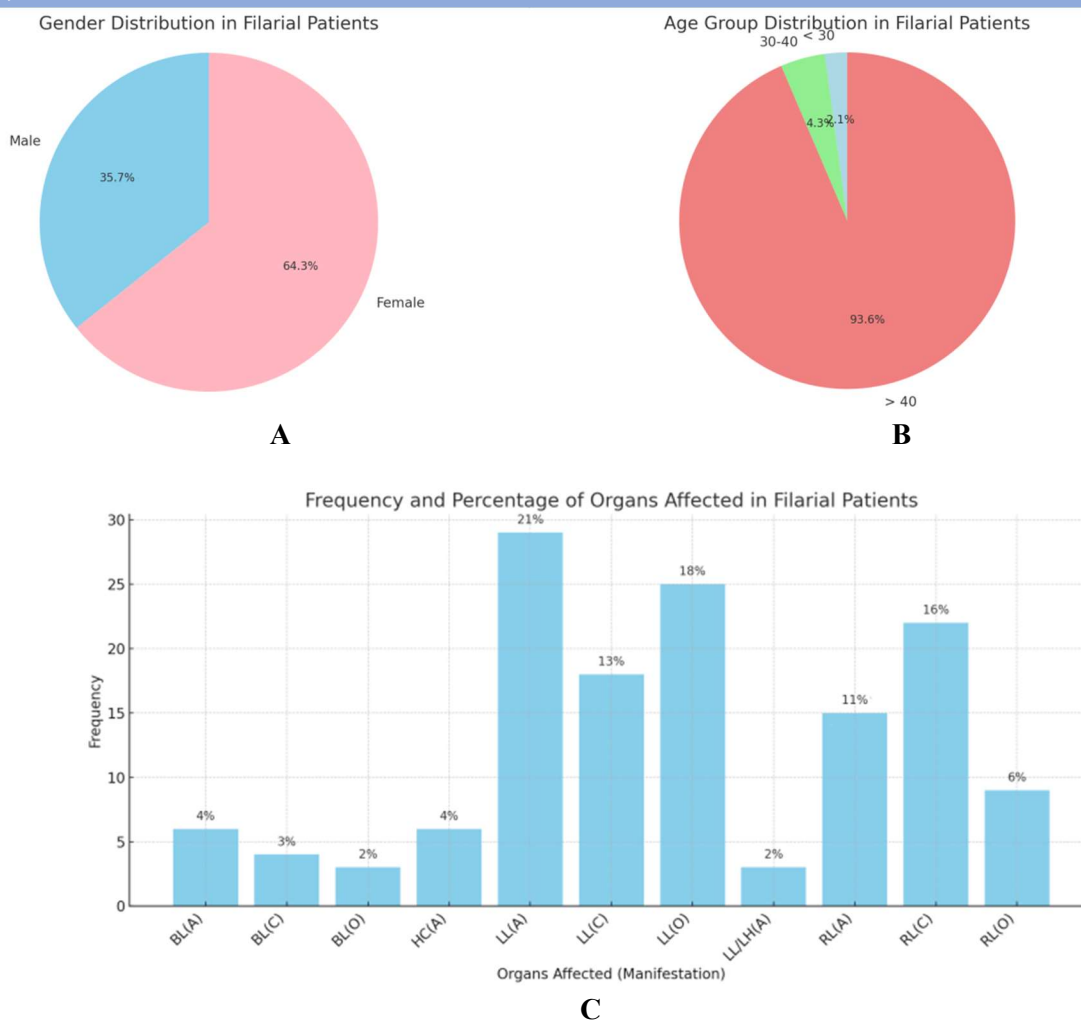 Gender Distribution in Filarial Patients
Male
35.7%
64.3%
Female
A
Age Group Distribution in Filarial Patients
30-40
< 30
4.3%
2.1%
93.6%
> 40
B
Frequency and Percentage of Organs Affected in Filarial Patients
Frequency
30
25
20
15
10
5
0
4%
3%
2%
4%
21%
13%
18%
2%
11%
16%
6%
BL(A)
BL(C)
BL(O)
HC(A)
LL(A)
LL(C)
LL(O)
LL/LH(A)
RL(A)
RL(C)
RL(O)
Organs Affected (Manifestation)
C